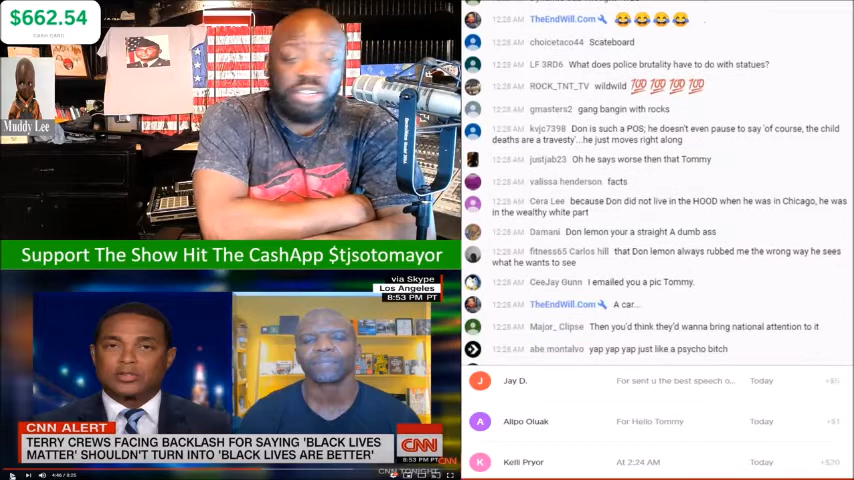 $662.54
CASH CARD
Muddy Lee
Support The Show Hit The CashApp $tjsotomayor
via Skype
Los Angeles
8:53 PM PT
CNN ALERT
TERRY CREWS FACING BACKLASH FOR SAYING 'BLACK LIVES
MATTER' SHOULDN'T TURN INTO 'BLACK LIVES ARE BETTER'
CNN
8:53 PM PT
CNN TONIGHT
4:46 / 8:25
12:28 AM TheEndWill.Com 😂😂😂😂
12:28 AM choicetaco44 Scateboard
12:28 AM LF 3RD6 What does police brutality have to do with statues?
12:28 AM ROCK_TNT_TV wildwild 💯💯💯💯
12:28 AM gmasters2 gang bangin with rocks
12:28 AM kvjc7398 Don is such a POS; he doesn't even pause to say 'of course, the child
deaths are a travesty'...he just moves right along
12:28 AM justjab23 Oh he says worse then that Tommy
12:28 AM valissa henderson facts
12:28 AM Cera Lee because Don did not live in the HOOD when he was in Chicago, he was
in the wealthy white part
12:28 AM Damani Don lemon your a straight A dumb ass
12:28 AM fitness65 Carlos hill that Don lemon always rubbed me the wrong way he sees
what he wants to see
12:28 AM CeeJay Gunn I emailed you a pic Tommy.
12:28 AM TheEndWill.Com A car...
12:28 AM Major_ Clipse Then you'd think they'd wanna bring national attention to it
12:28 AM abe montalvo yap yap yap just like a psycho bitch
J Jay D. For sent u the best speech o... Today +$5
A Alipo Oluak For Hello Tommy Today +$1
K Kelli Pryor At 2:24 AM Today +$20